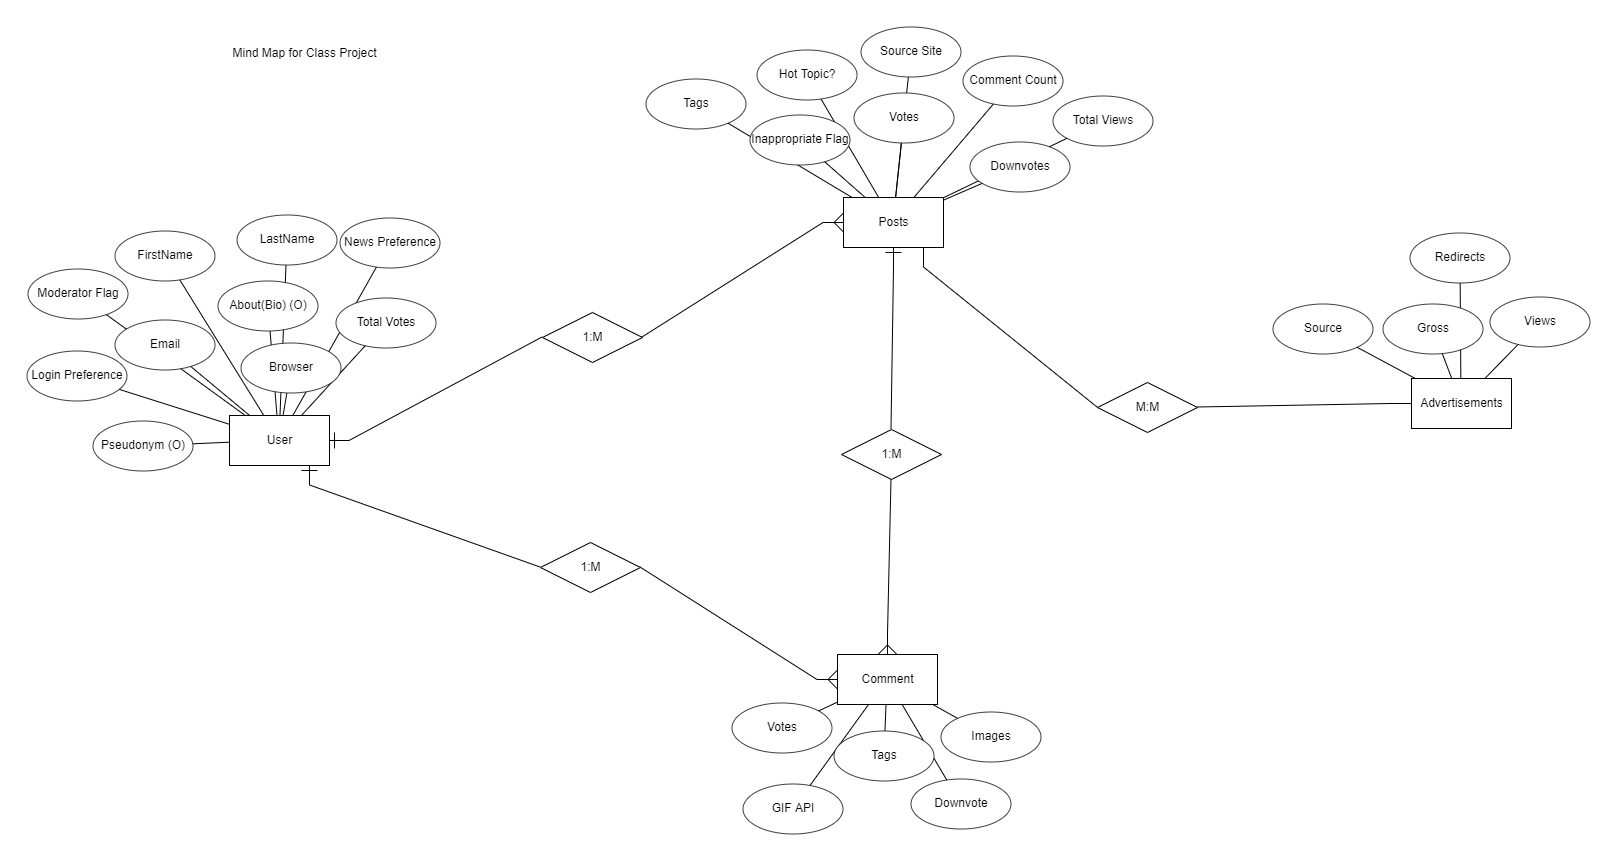 Mind Map for Class Project
Source Site
Hot Topic?
Comment Count
Tags
Votes
Total Views
Inappropriate Flag
Downvotes
Posts
LastName
News Preference
FirstName
Moderator Flag
About(Bio) (O)
Total Votes
Email
Browser
Login Preference
User
Pseudonym (O)
1:M
Redirects
Source
Gross
Views
Advertisements
M:M
1:M
1:M
Comment
Votes
Tags
Images
GIF API
Downvote